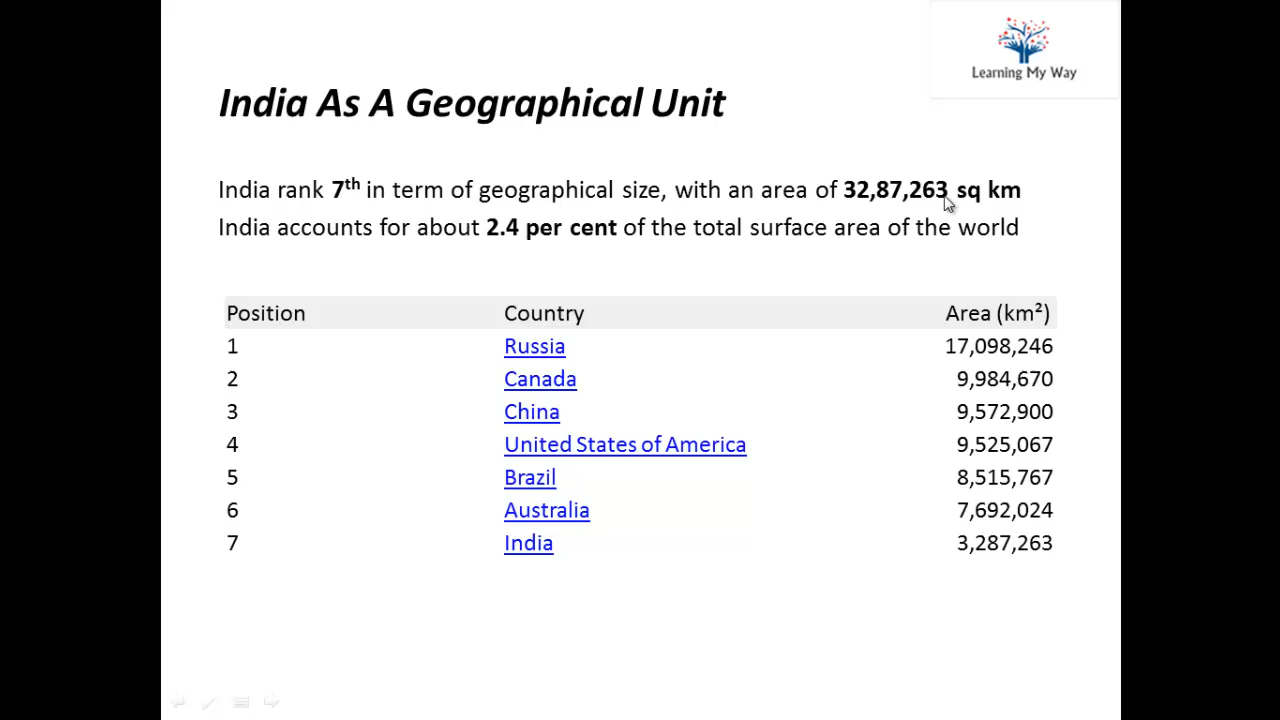 Learning My Way
India As A Geographical Unit
India rank 7th in term of geographical size, with an area of 32,87,263 sq km
India accounts for about 2.4 per cent of the total surface area of the world
Position Country Area (km²)
1 Russia 17,098,246
2 Canada 9,984,670
3 China 9,572,900
4 United States of America 9,525,067
5 Brazil 8,515,767
6 Australia 7,692,024
7 India 3,287,263